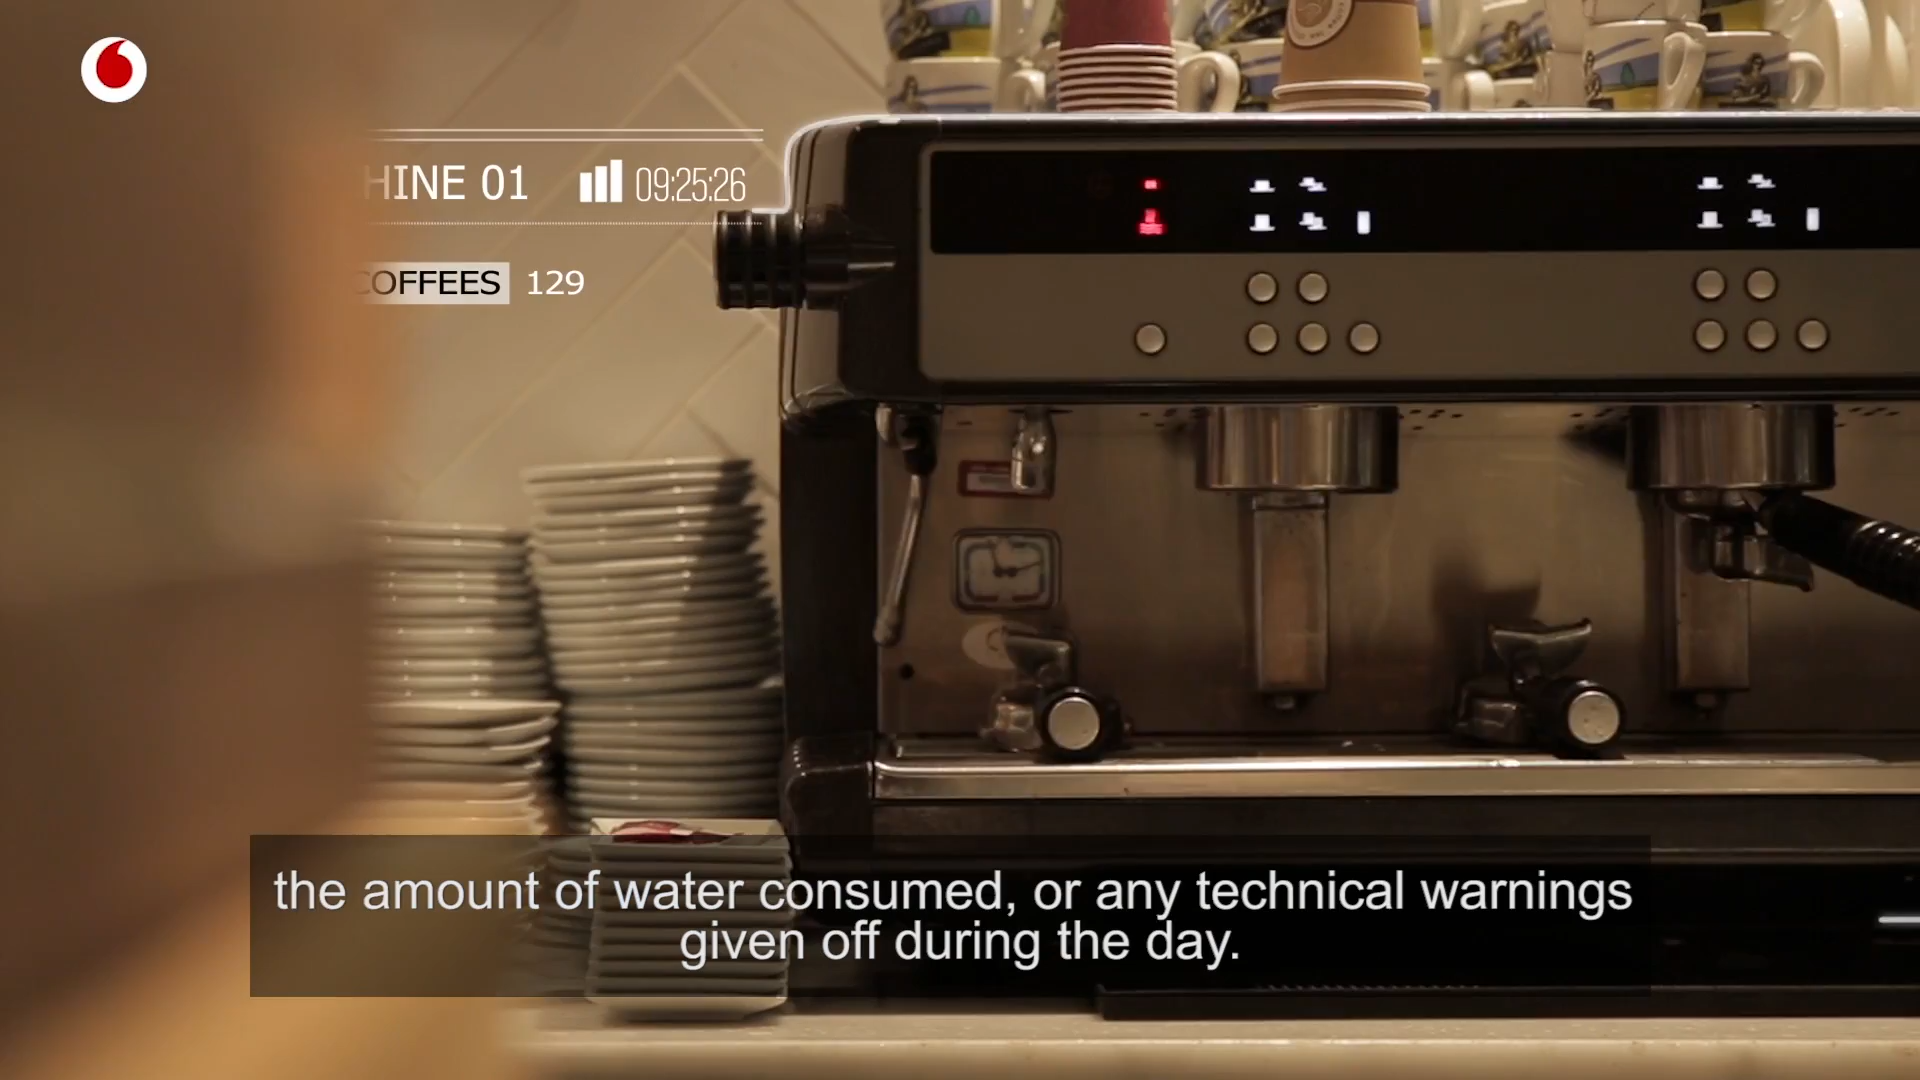 HINE 01 09:25:26
COFFEES 129
the amount of water consumed, or any technical warnings
given off during the day.